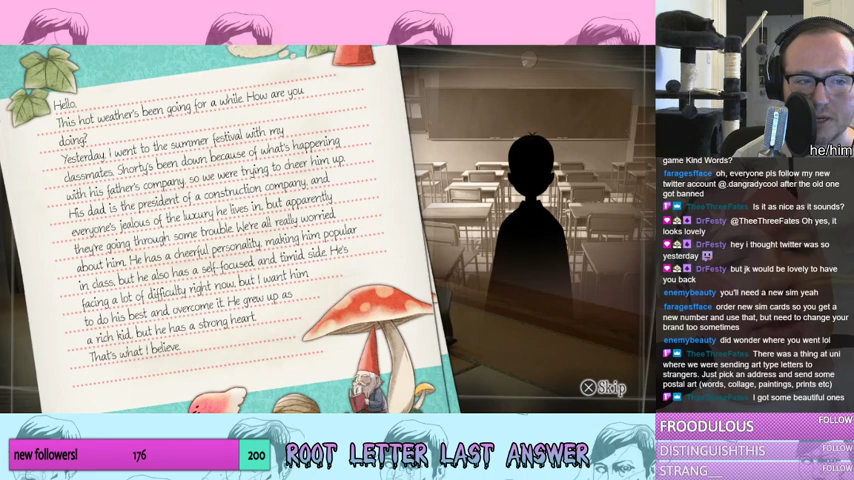 Hello.
This hot weather's been going for a while. How are you
doing?
Yesterday, I went to the summer festival with my
classmates. Shorty's been down because of what's happening
with his father's company, so we were trying to cheer him up.
His dad is the president of a construction company, and
everyone's jealous of the luxury he lives in, but apparently
they're going through some trouble. We're all really worried
about him. He has a cheerful personality, making him popular
in class, but he also has a self-focused and timid side. He's
facing a lot of difficulty right now, but I want him
to do his best and overcome it. He grew up as
a rich kid, but he has a strong heart.
That's what I believe.
Skip
he/him
game Kind Words?
faragesfface oh, everyone pls follow my new
twitter account @.dangradycool after the old one
got banned
TheeThreeFates Is it as nice as it sounds?
DrFesty @TheeThreeFates Oh yes, it
looks lovely
DrFesty hey i thought twitter was so
yesterday
DrFesty but jk would be lovely to have
you back
enemybeauty you'll need a new sim yeah
faragesfface order new sim cards so you get a
new number and use that, but need to change your
brand too sometimes
enemybeauty did wonder where you went lol
TheeThreeFates There was a thing at uni
where we were sending art type letters to
strangers. Just pick an address and send some
postal art (words, collage, paintings, prints etc)
TheeThreeFates I got some beautiful ones
FROODULOUS FOLLOW
DISTINGUISHTHIS FOLLOW
STRANG__ FOLLOW
new followers! 176 200
ROOT LETTER LAST ANSWER